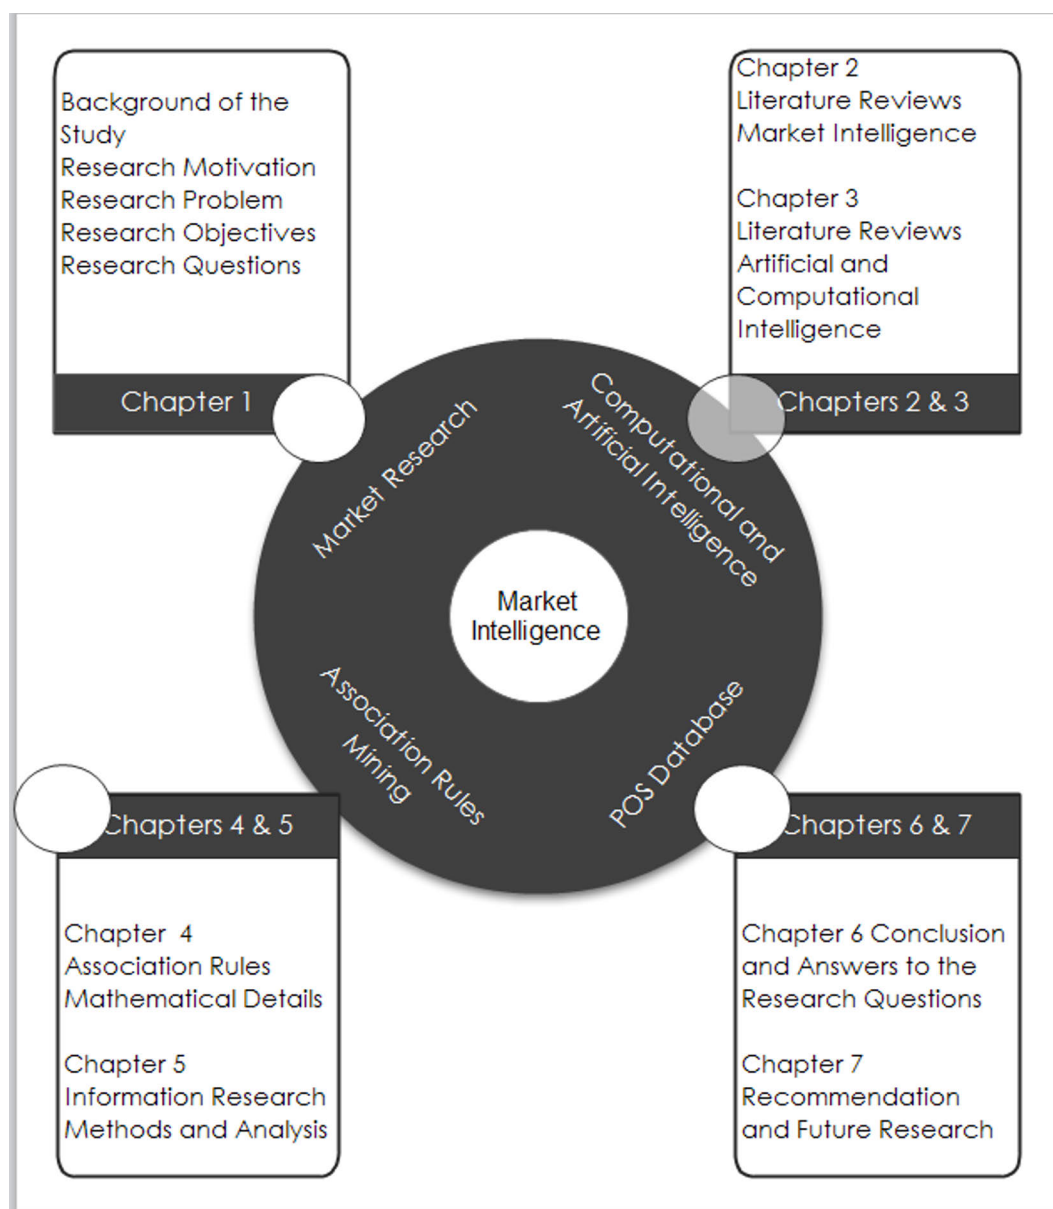 Background of the
Study
Research Motivation
Research Problem
Research Objectives
Research Questions
Chapter 1
Chapter 2
Literature Reviews
Market Intelligence
Chapter 3
Literature Reviews
Artificial and
Computational
Intelligence
Chapters 2 & 3
Market Research
Computational and
Artificial Intelligence
Market
Intelligence
Association Rules
Mining
POS Database
Chapters 4 & 5
Chapter 4
Association Rules
Mathematical Details
Chapter 5
Information Research
Methods and Analysis
Chapters 6 & 7
Chapter 6 Conclusion
and Answers to the
Research Questions
Chapter 7
Recommendation
and Future Research